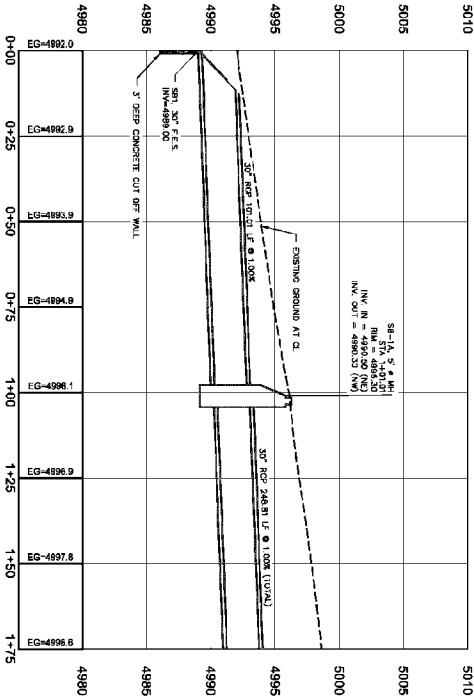 5010
5005
5000
4995
4990
4985
4980
SB-1A, 5' ø MH
STA 1+01.01
RIM = 4996.30
INV. IN = (NE)
INV. OUT = 4990.33 (NW)
EXISTING GROUND AT CL
30" RCP 101.01 LF @ 1.00%
30" RCP 248.81 LF @ 1.00% (TOTAL)
SB1, 30" F.E.S.
INV=4989.00
3' DEEP CONCRETE CUT OFF WALL
5010
5005
5000
4995
4990
4985
4980
EG=4992.0
EG=4992.9
EG=4993.9
EG=4994.9
EG=4996.1
EG=4996.9
EG=4997.8
EG=4998.6
0+00
0+25
0+50
0+75
1+00
1+25
1+50
1+75